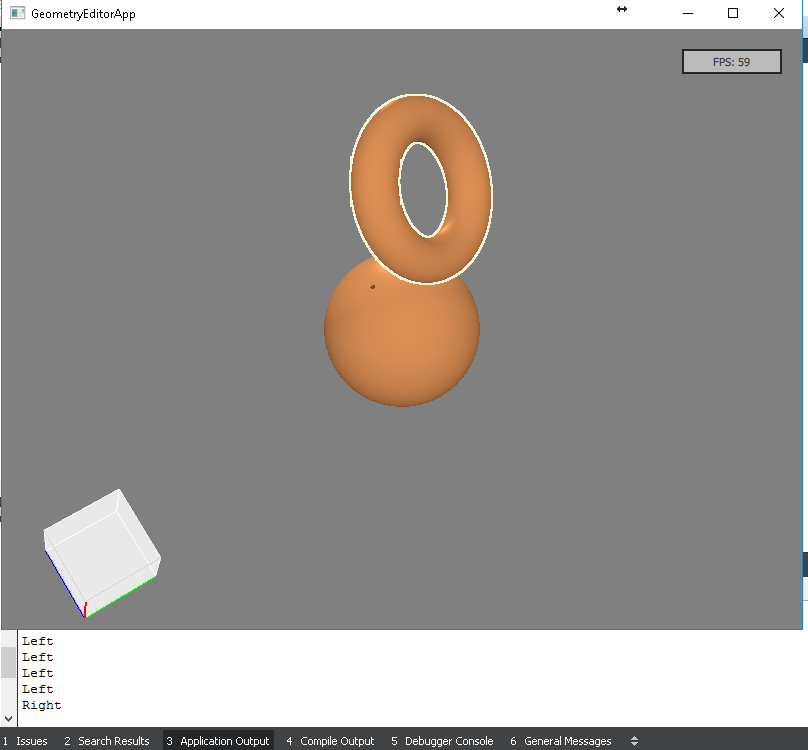 GeometryEditorApp
FPS: 59
Left
Left
Left
Left
Right
1 Issues 2 Search Results 3 Application Output 4 Compile Output 5 Debugger Console 6 General Messages